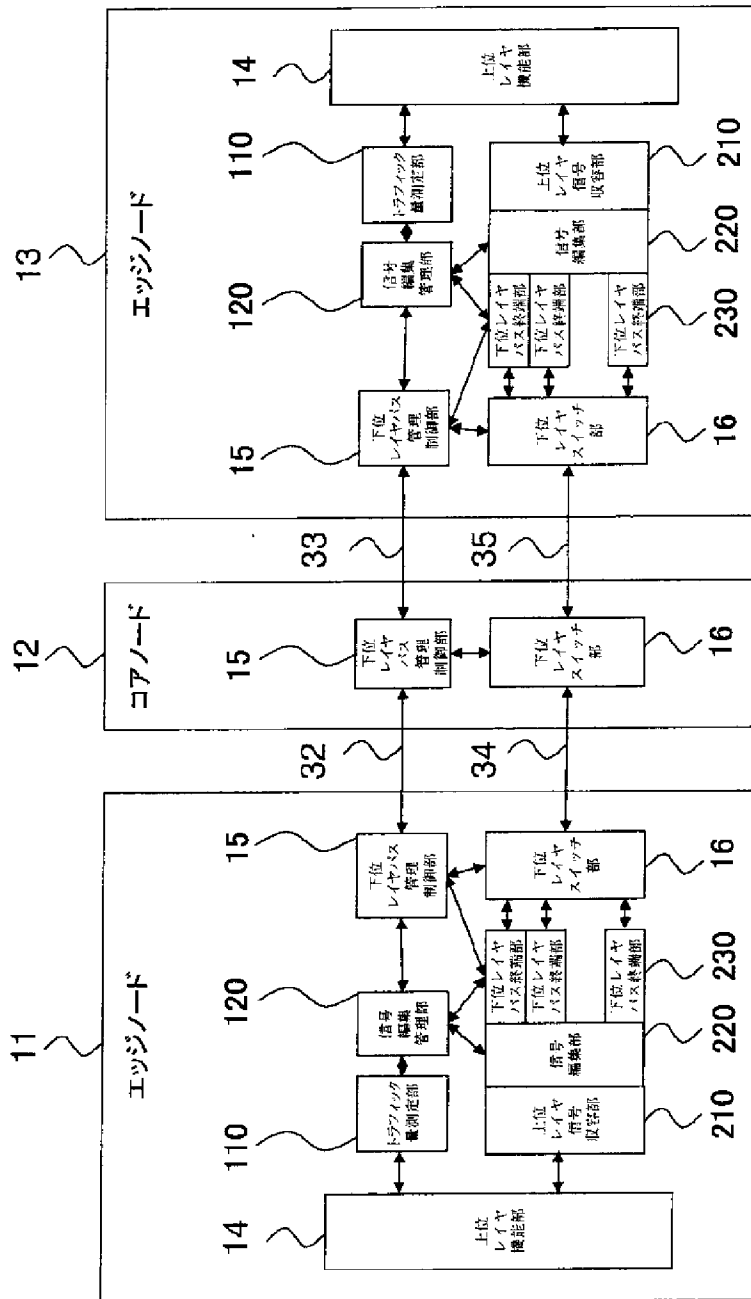 11
エッジノード
14
上位
レイヤ
機能部
110
トラフィック
量測定部
120
信号
編集
管理部
15
下位
レイヤパス
管理
制御部
上位
レイヤ
信号
収容部
210
信号
編集部
220
下位レイヤ
パス終端部
下位レイヤ
パス終端部
下位レイヤ
パス終端部
230
下位
レイヤ
スイッチ
部
16
32
34
12
コアノード
15
下位
レイヤ
パス
管理
制御部
下位
レイヤ
スイッチ
部
16
33
35
13
エッジノード
15
下位
レイヤパス
管理
制御部
120
信号
編集
管理部
110
トラフィック
量測定部
14
上位
レイヤ
機能部
下位
レイヤ
スイッチ
部
16
下位レイヤ
パス終端部
下位レイヤ
パス終端部
下位レイヤ
パス終端部
230
信号
編集部
220
上位
レイヤ
信号
収容部
210